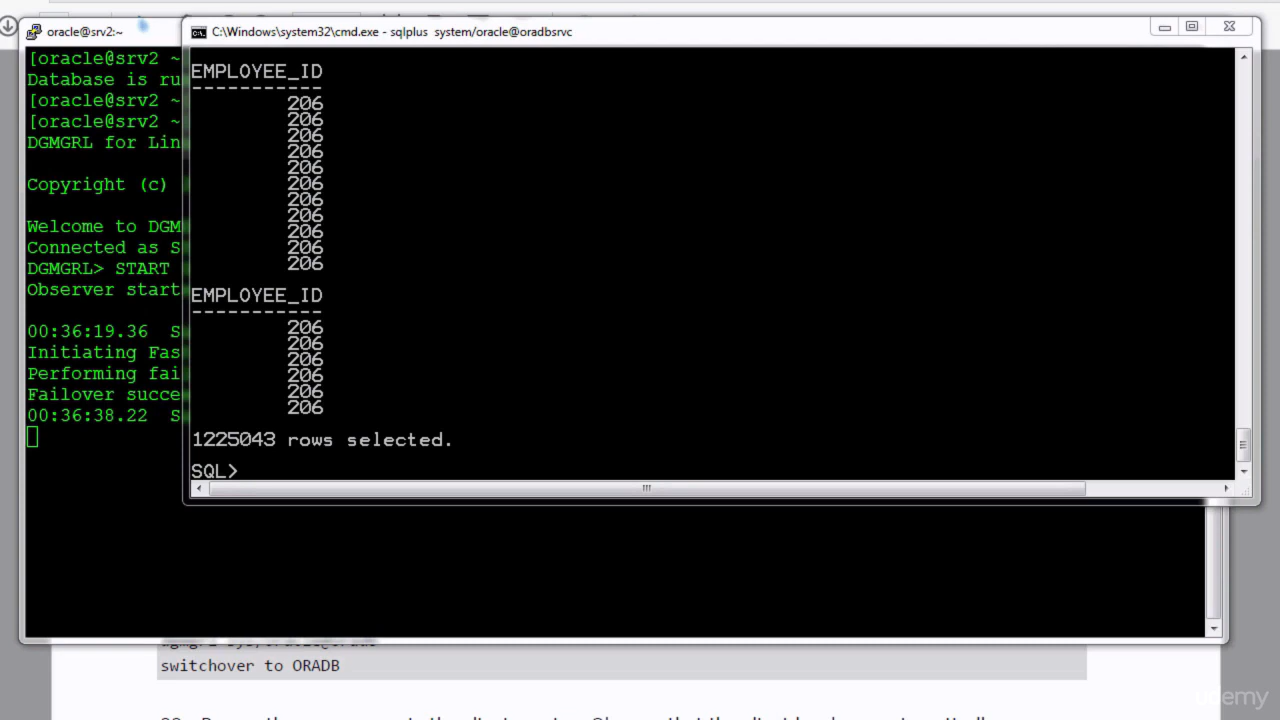 oracle@srv2:~
[oracle@srv2 ~
Database is ru
[oracle@srv2 ~
[oracle@srv2 ~
DGMGRL for Lin
Copyright (c)
Welcome to DGM
Connected as S
DGMGRL> START
Observer start
00:36:19.36 S
Initiating Fas
Performing fai
Failover succe
00:36:38.22 S
C:\Windows\system32\cmd.exe - sqlplus system/oracle@oradbsrvc
EMPLOYEE_ID
-----------
206
206
206
206
206
206
206
206
206
206
206
EMPLOYEE_ID
-----------
206
206
206
206
206
206
1225043 rows selected.
SQL>
switchover to ORADB
udemy